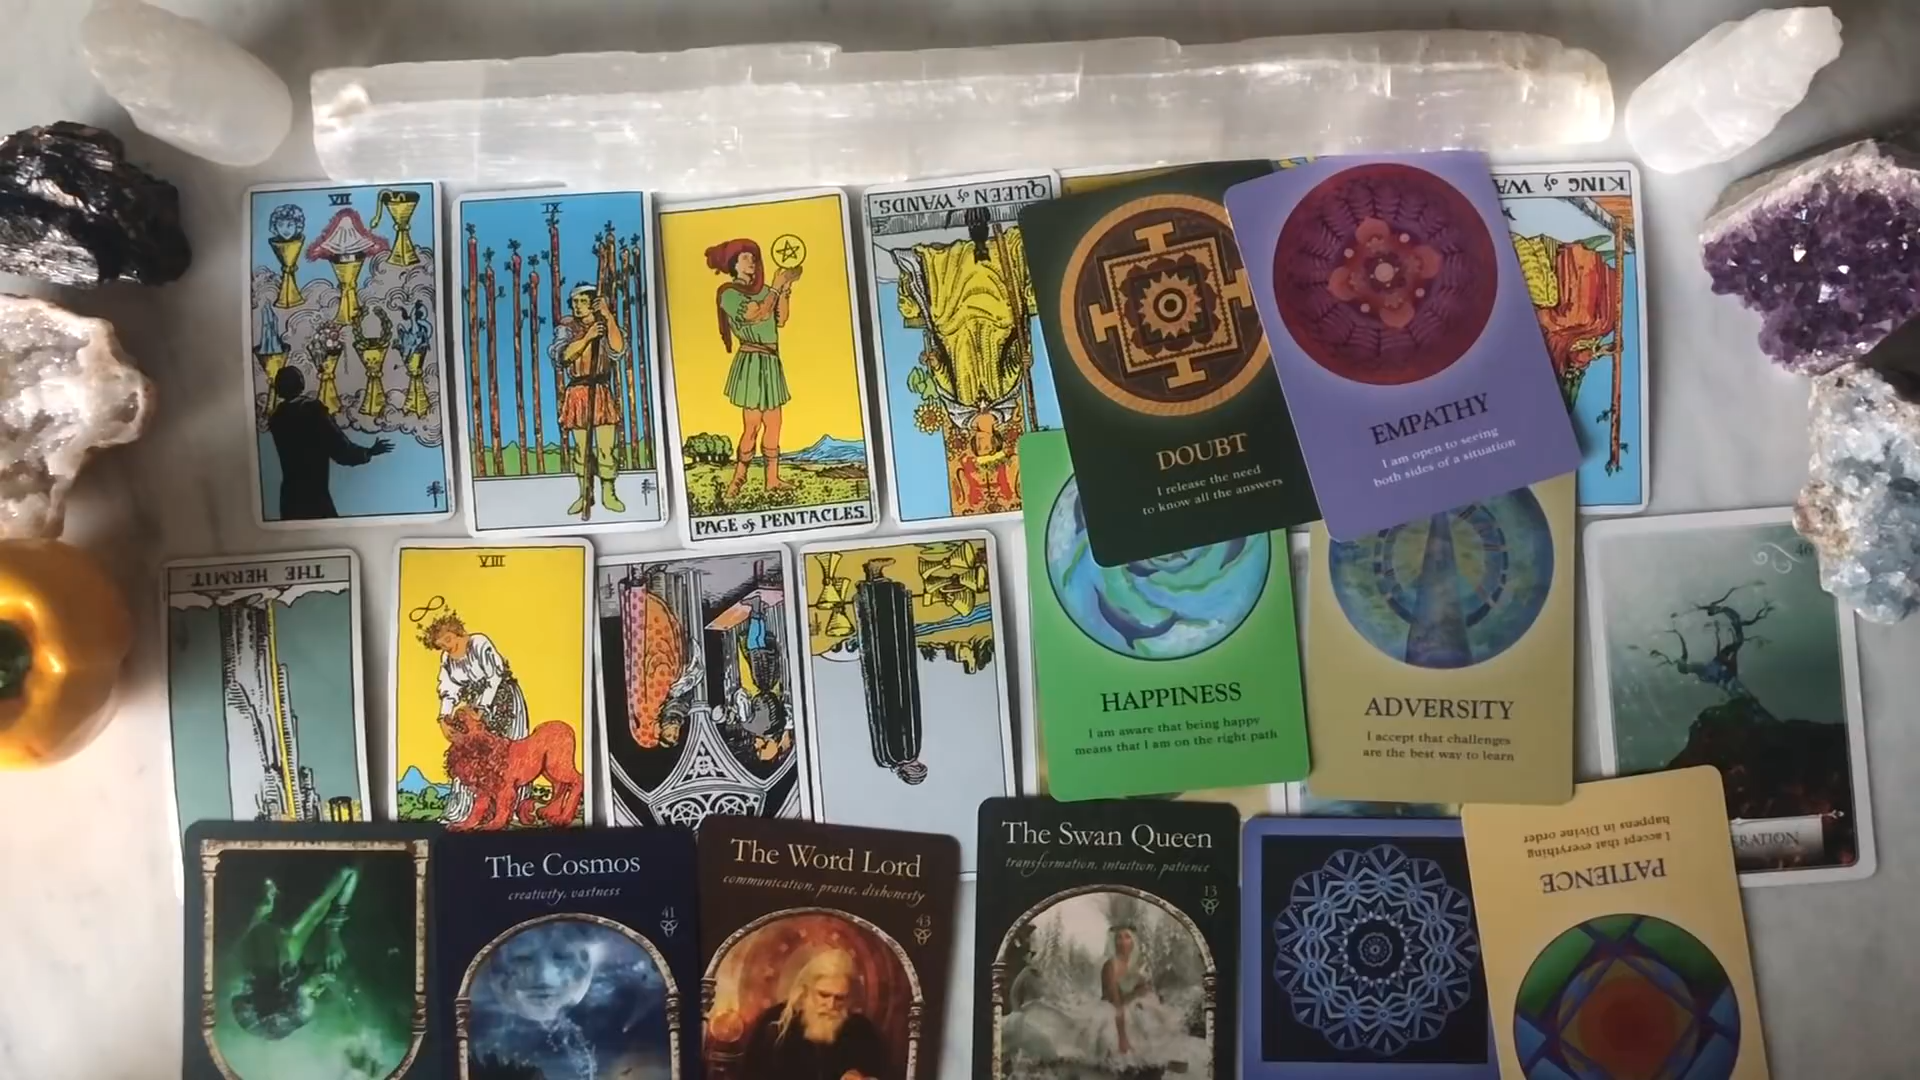 VII
IX
PAGE of PENTACLES.
QUEEN of WANDS.
DOUBT
I release the need
to know all the answers
EMPATHY
I am open to seeing
both sides of a situation
KING of WA
THE HERMIT.
VIII
HAPPINESS
I am aware that being happy
means that I am on the right path
ADVERSITY
I accept that challenges
are the best way to learn
46
ERATION
The Cosmos
creativity, vastness
41
The Word Lord
communication, praise, dishonesty
43
The Swan Queen
transformation, intuition, patience
13
PATIENCE
I accept that everything
happens in Divine order